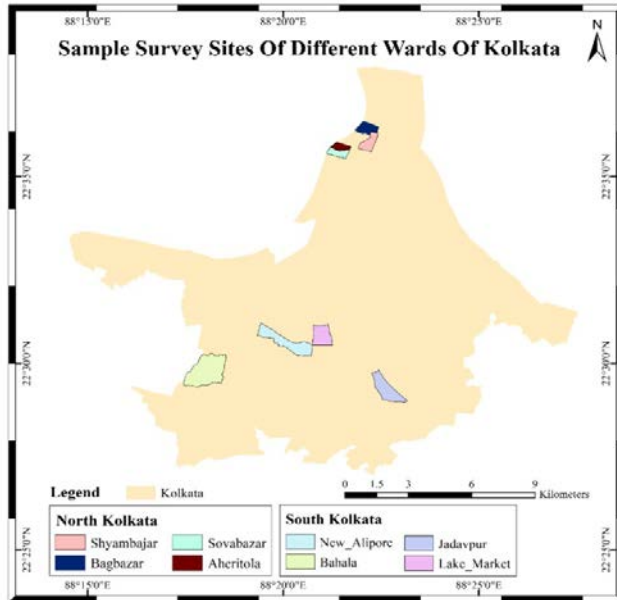 88°15'0"E 88°20'0"E 88°25'0"E
N
Sample Survey Sites Of Different Wards Of Kolkata
22°35'0"N 22°35'0"N
22°30'0"N 22°30'0"N
22°25'0"N 22°25'0"N
Legend Kolkata
0 1.5 3 6 9
Kilometers
North Kolkata
Shyambajar Sovabazar
Bagbazar Aheritola
South Kolkata
New_Alipore Jadavpur
Bahala Lake_Market
88°15'0"E 88°20'0"E 88°25'0"E